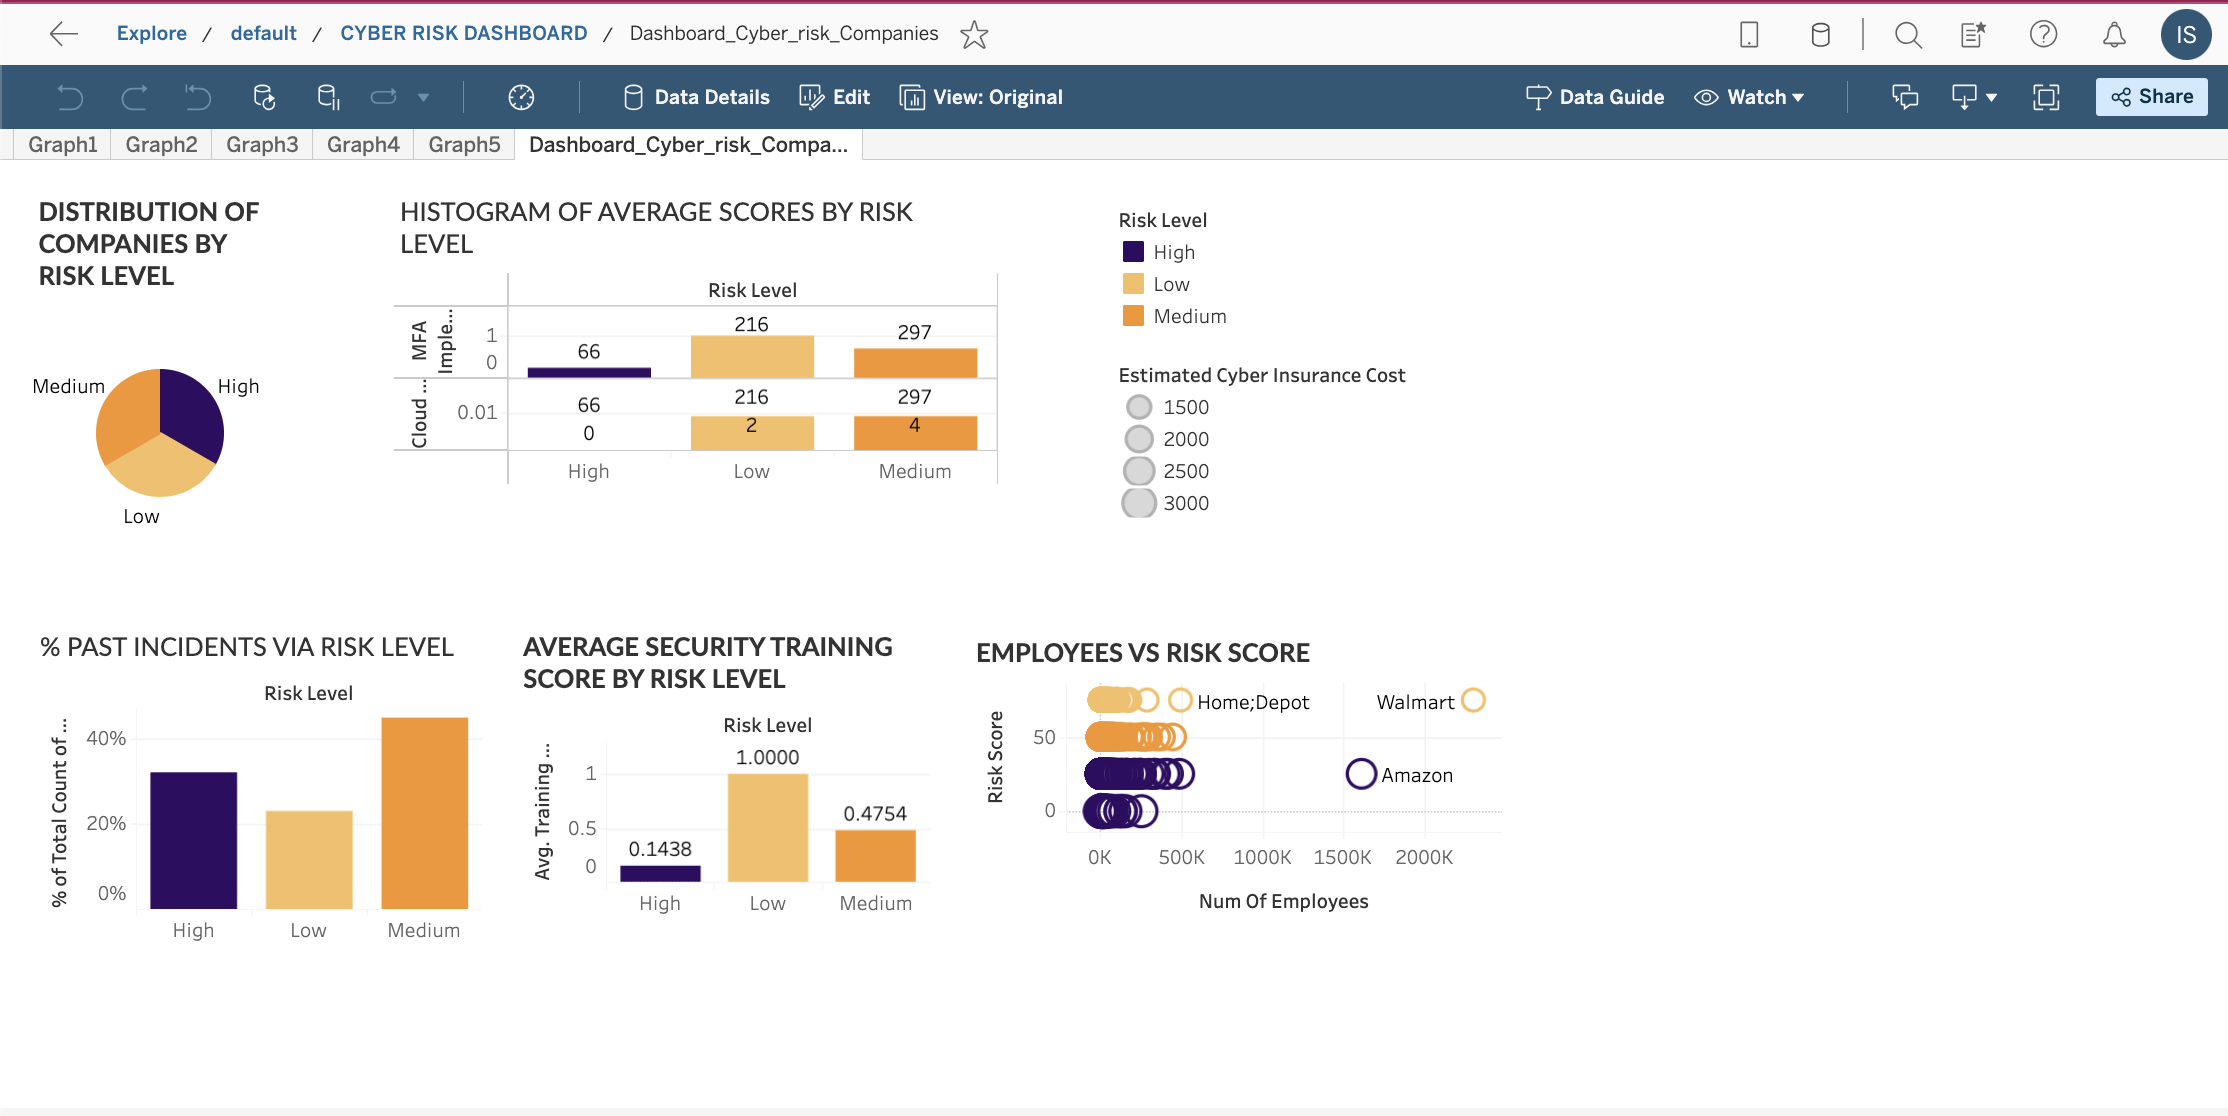 Explore / default / CYBER RISK DASHBOARD / Dashboard_Cyber_risk_Companies
IS
Data Details Edit View: Original Data Guide Watch Share
Graph1 Graph2 Graph3 Graph4 Graph5 Dashboard_Cyber_risk_Compa...
DISTRIBUTION OF
COMPANIES BY
RISK LEVEL
Medium
High
Low
HISTOGRAM OF AVERAGE SCORES BY RISK
LEVEL
Risk Level
MFA
Imple...
1
0
66
216
297
Cloud ...
0.01
66
0
216
2
297
4
High Low Medium
Risk Level
High
Low
Medium
Estimated Cyber Insurance Cost
1500
2000
2500
3000
% PAST INCIDENTS VIA RISK LEVEL
Risk Level
% of Total Count of ...
40%
20%
0%
High Low Medium
AVERAGE SECURITY TRAINING
SCORE BY RISK LEVEL
Risk Level
Avg. Training ...
1
0.5
0
0.1438
1.0000
0.4754
High Low Medium
EMPLOYEES VS RISK SCORE
Risk Score
50
0
Home;Depot
Walmart
Amazon
0K 500K 1000K 1500K 2000K
Num Of Employees